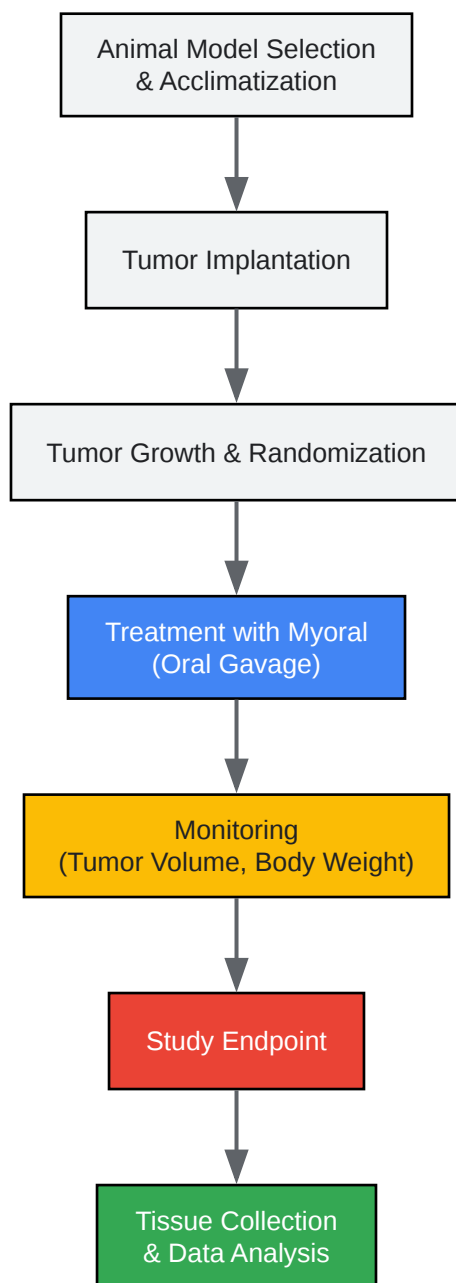 Animal Model Selection
& Acclimatization
Tumor Implantation
Tumor Growth & Randomization
Treatment with Myoral
(Oral Gavage)
Monitoring
(Tumor Volume, Body Weight)
Study Endpoint
Tissue Collection
& Data Analysis